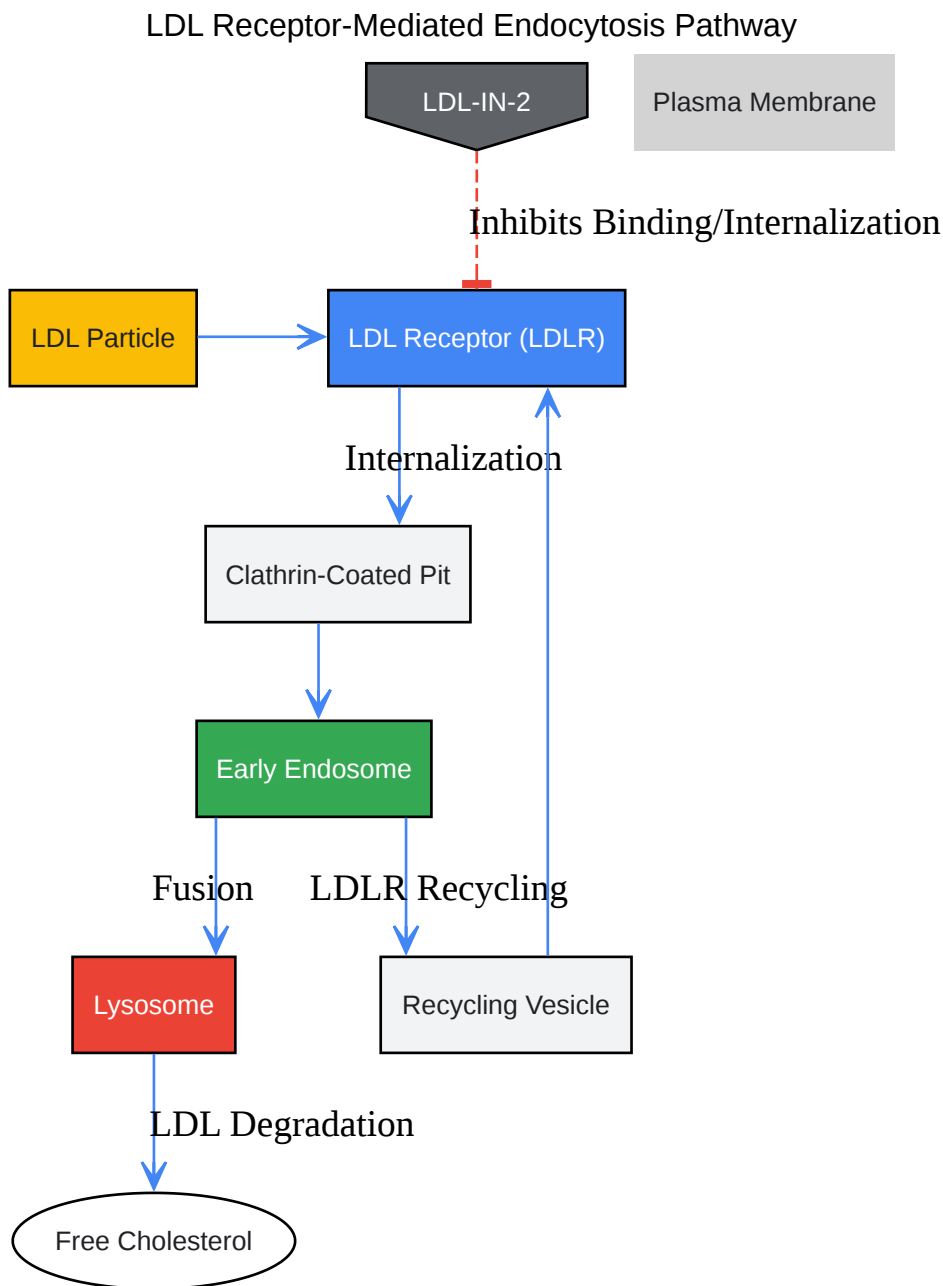 LDL Receptor-Mediated Endocytosis Pathway
LDL-IN-2
Plasma Membrane
Inhibits Binding/Internalization
LDL Particle
LDL Receptor (LDLR)
Internalization
Clathrin-Coated Pit
Early Endosome
Fusion
LDLR Recycling
Lysosome
Recycling Vesicle
LDL Degradation
Free Cholesterol